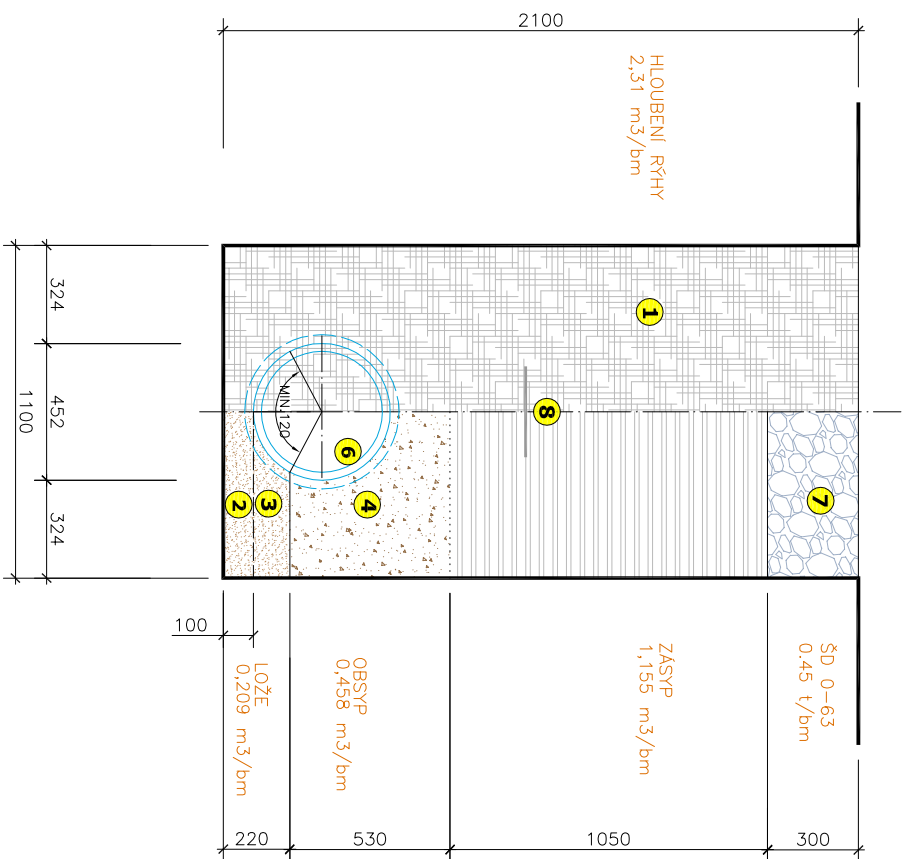 2100
HLOUBENÍ RÝHY
2,31 m3/bm
1
8
7
6
4
3
2
MIN.120
324
452
324
1100
100
ŠD 0-63
0.45 t/bm
ZÁSYP
1,155 m3/bm
OBSYP
0,458 m3/bm
LOŽE
0,209 m3/bm
220
530
1050
300